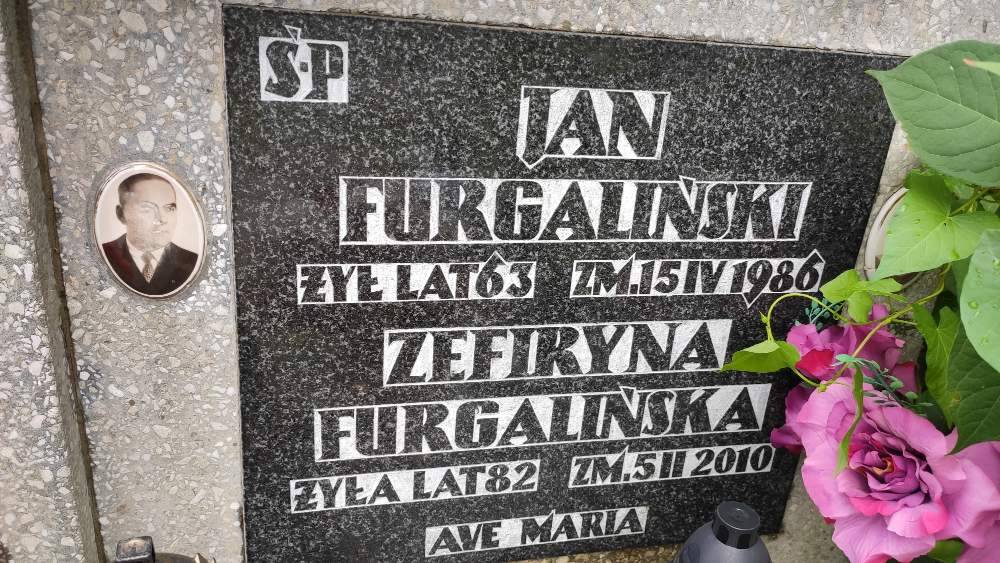 Ś.P
JAN
FURGALIŃSKI
ŻYŁ LAT 63 ZM. 15 IV 1986
ZEFIRYNA
FURGALIŃSKA
ŻYŁA LAT 82 ZM. 5 II 2010
AVE MARIA